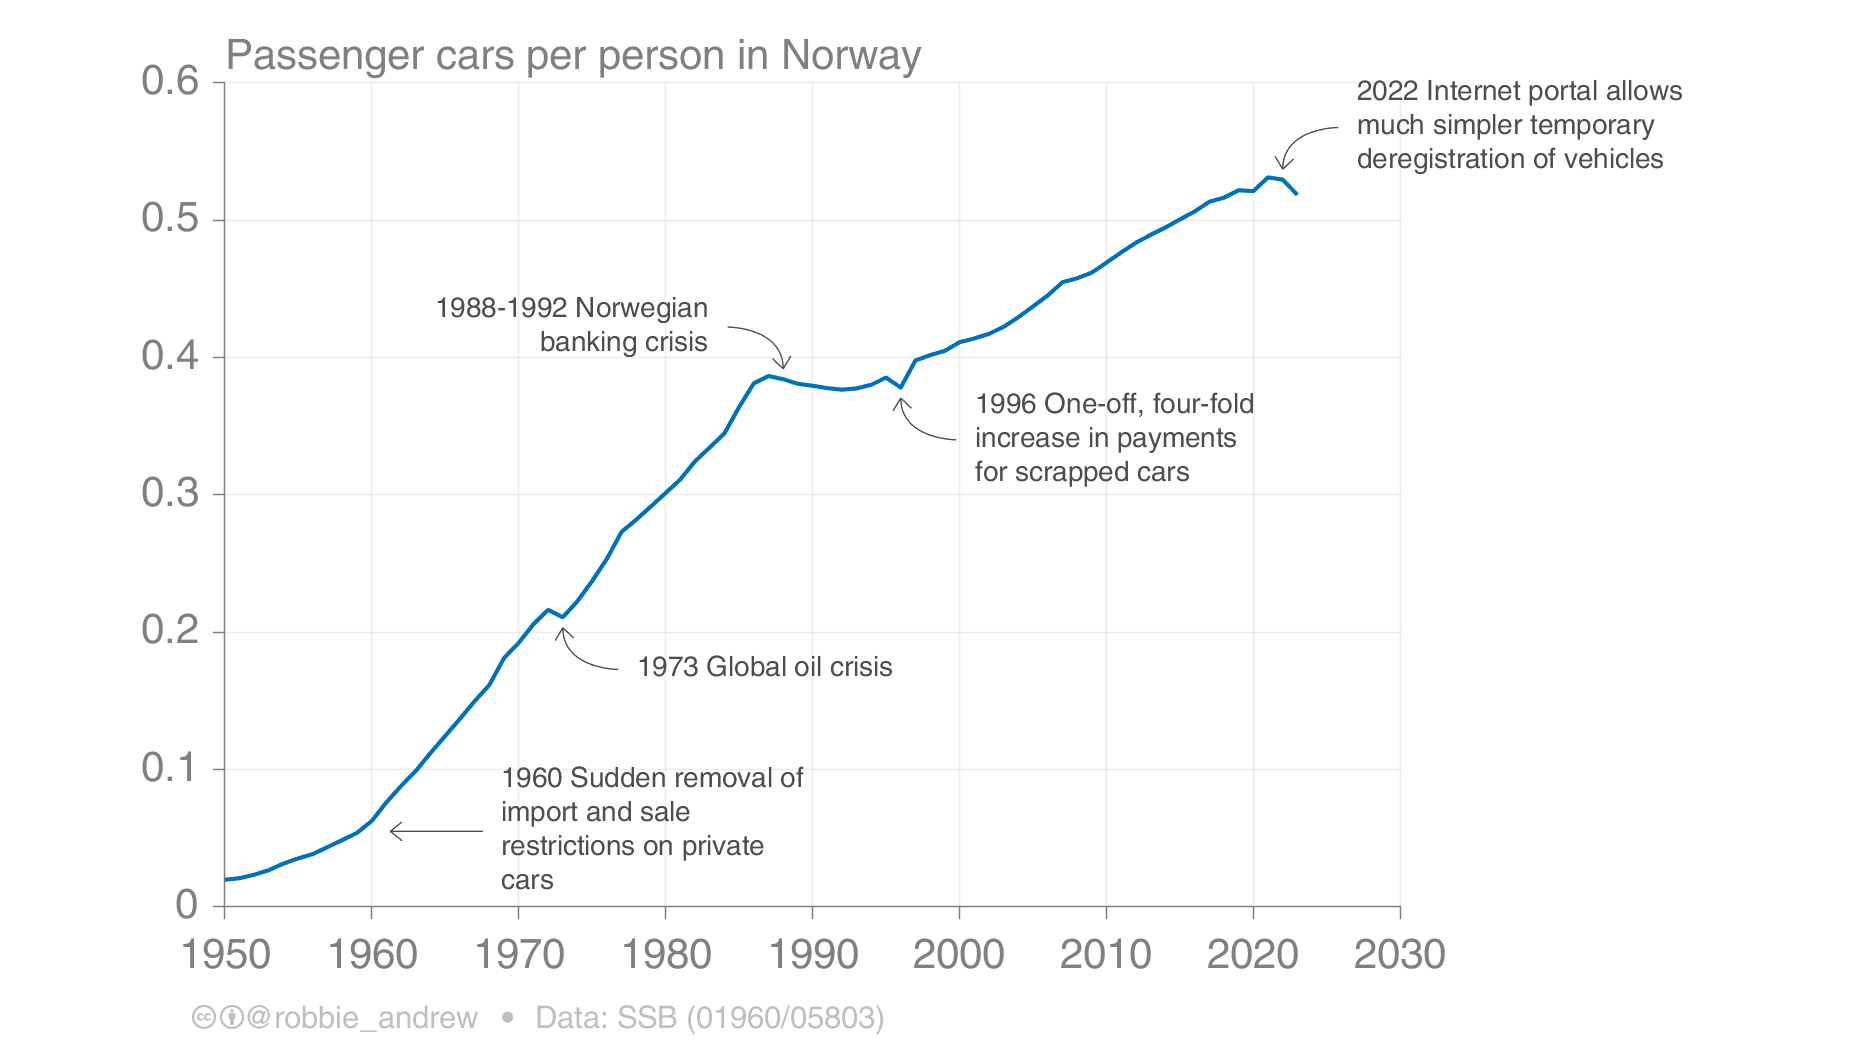 Passenger cars per person in Norway
0.6
0.5
0.4
0.3
0.2
0.1
0
2022 Internet portal allows
much simpler temporary
deregistration of vehicles
1988-1992 Norwegian
banking crisis
1996 One-off, four-fold
increase in payments
for scrapped cars
1973 Global oil crisis
1960 Sudden removal of
import and sale
restrictions on private
cars
1950 1960 1970 1980 1990 2000 2010 2020 2030
cc @robbie_andrew • Data: SSB (01960/05803)